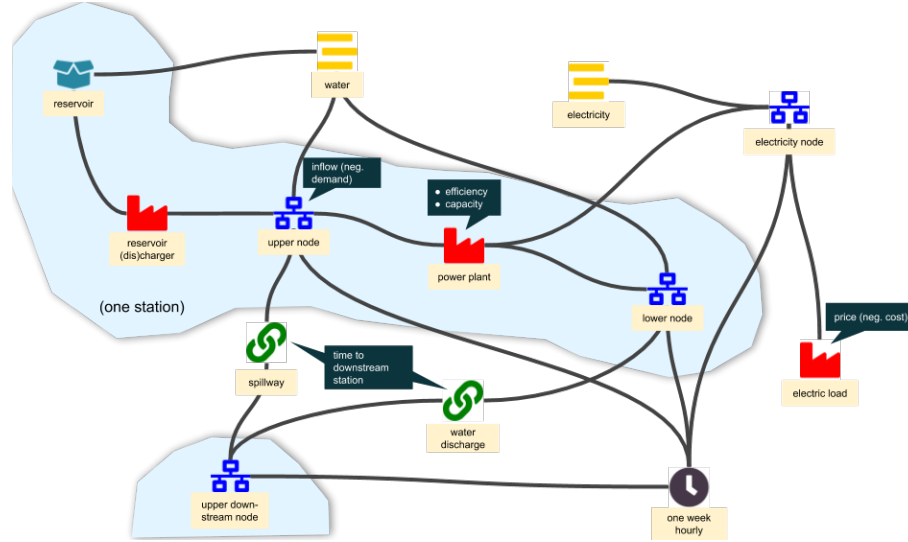 water
reservoir
electricity
electricity node
inflow (neg.
demand)
● efficiency
● capacity
reservoir
(dis)charger
upper node
power plant
(one station)
lower node
price (neg. cost)
time to
downstream
station
spillway
electric load
water
discharge
upper down-
stream node
one week
hourly